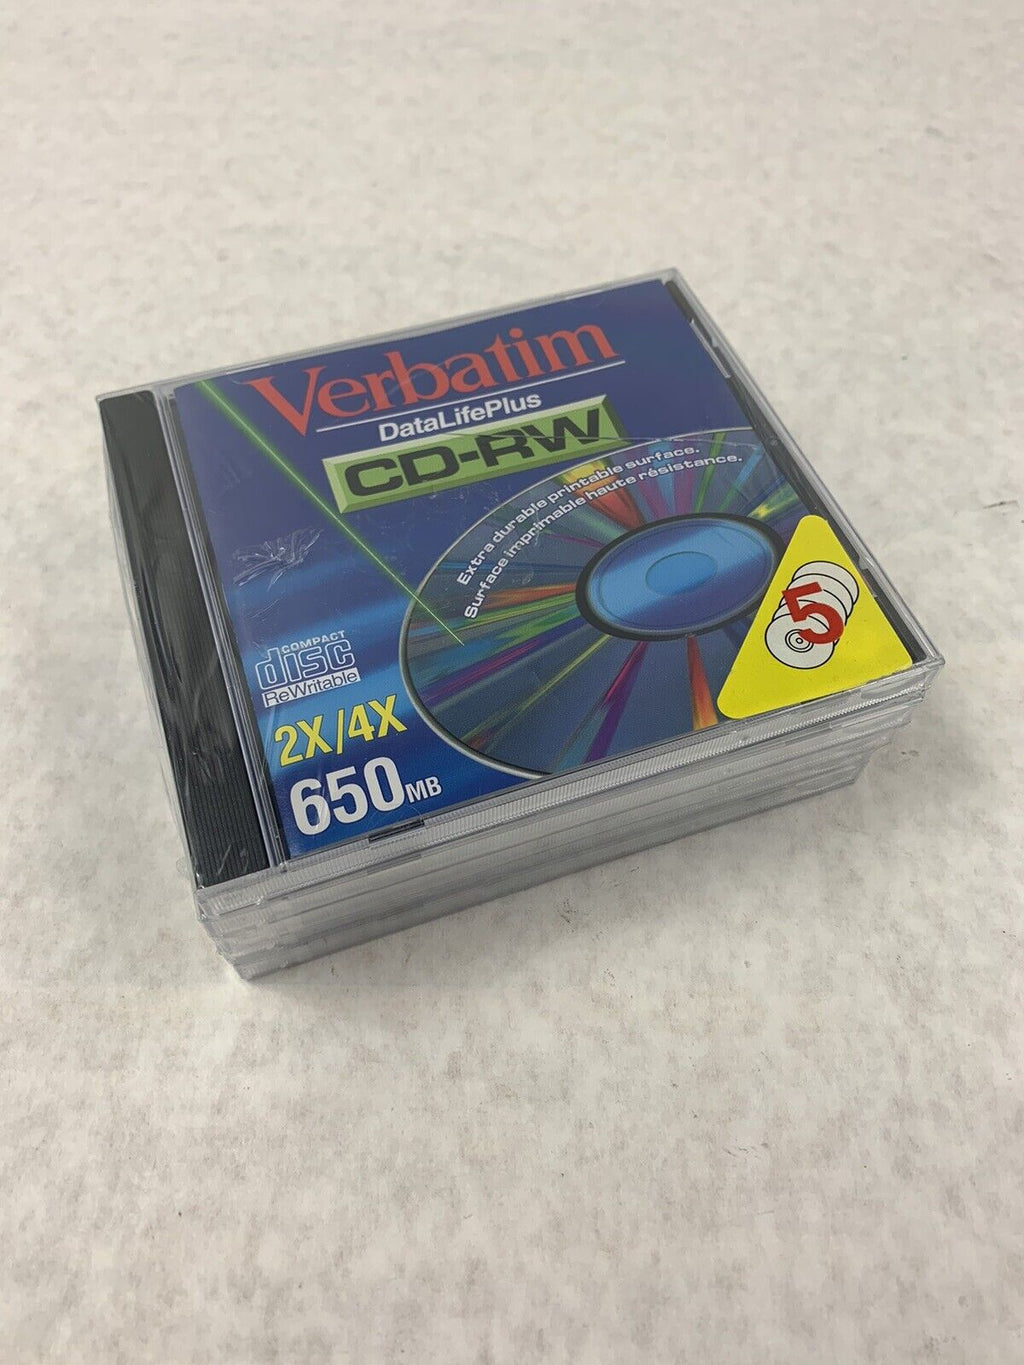 Verbatim
DataLifePlus
CD-RW
Extra durable printable surface.
Surface imprimable haute résistance.
5
COMPACT
disc
ReWritable
2X/4X
650MB